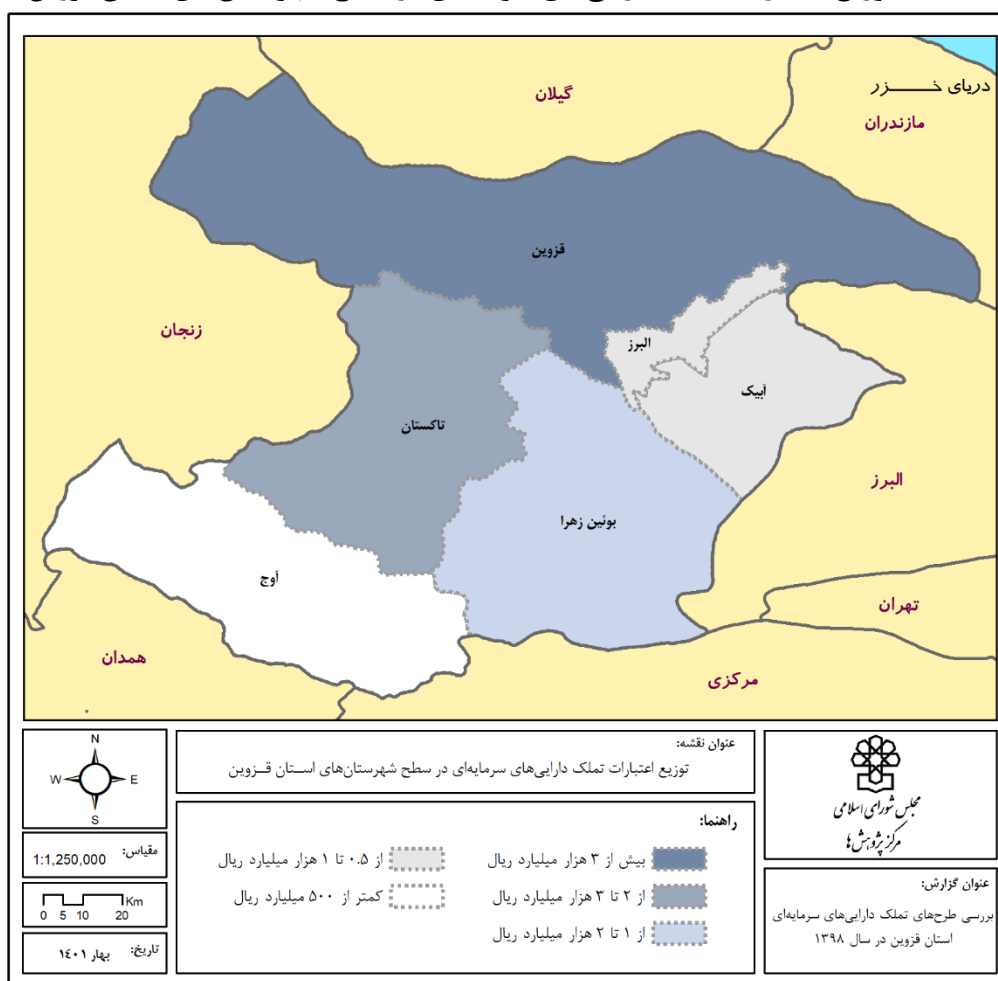 گیلان
دریای خـــــزر
مازندران
قزوین
زنجان
البرز
آبیک
تاکستان
البرز
بوئین زهرا
آوج
تهران
همدان
مرکزی
N
W
E
S
مقیاس:
1:1,250,000
Km
0 5 10 20
تاریخ: بهار ۱٤۰۱
عنوان نقشه:
توزیع اعتبارات تملک دارایی‌های سرمایه‌ای در سطح شهرستان‌های اســتان قــزوین
راهنما:
بیش از ۳ هزار میلیارد ریال
از ۲ تا ۳ هزار میلیارد ریال
از ۱ تا ۲ هزار میلیارد ریال
از ۰.۵ تا ۱ هزار میلیارد ریال
کمتر از ۵۰۰ میلیارد ریال
مجلس شورای اسلامی
مرکز پژوهش‌ها
عنوان گزارش:
بررسی طرح‌های تملک دارایی‌های سرمایه‌ای
استان قزوین در سال ۱۳۹۸